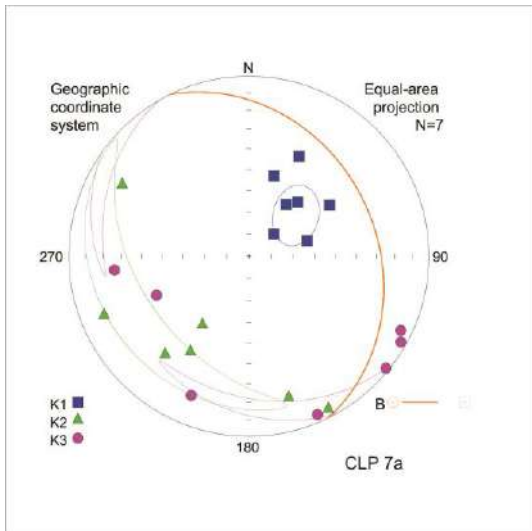 N
Geographic
coordinate
system
Equal-area
projection
N=7
270
90
K1
K2
K3
B
180
CLP 7a